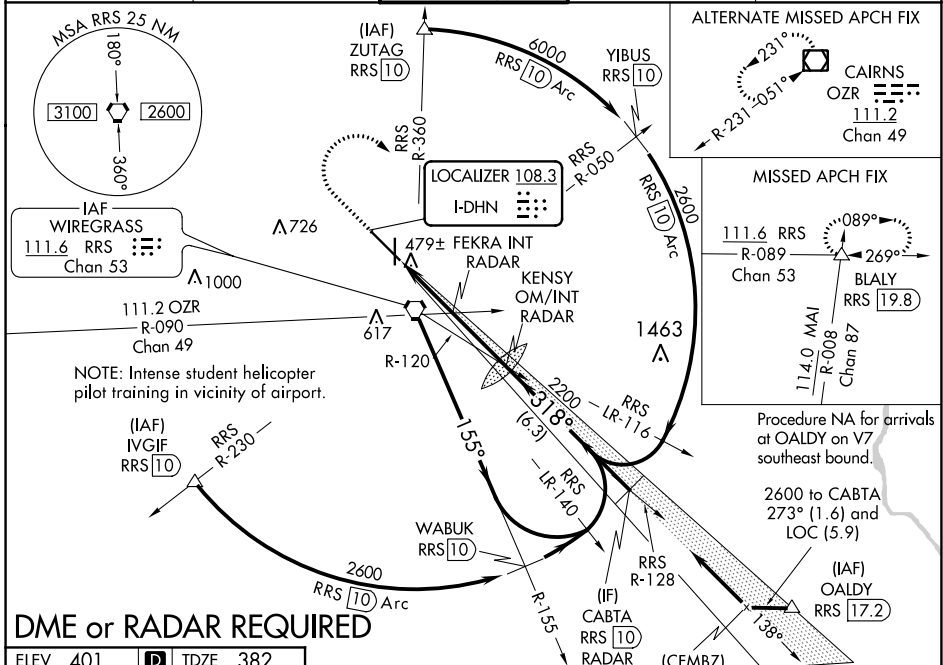 MSA RRS 25 NM
180°
3100
2600
360°
(IAF)
ZUTAG
RRS 10
6000
RRS 10 Arc
YIBUS
RRS 10
ALTERNATE MISSED APCH FIX
231°
CAIRNS
OZR
111.2
Chan 49
R-231
051°
RRS
R-360
RRS
R-050
LOCALIZER 108.3
I-DHN
2600
RRS 10 Arc
MISSED APCH FIX
089°
111.6 RRS
R-089
Chan 53
269°
BLALY
RRS 19.8
114.0 MAI
R-008
Chan 87
IAF
WIREGRASS
111.6 RRS
Chan 53
726
479± FEKRA INT
RADAR
KENSY
OM/INT
RADAR
1000
111.2 OZR
R-090
Chan 49
617
R-120
1463
NOTE: Intense student helicopter
pilot training in vicinity of airport.
2200
318°
(6.3)
RRS
LR-116
155°
RRS
LR-140
Procedure NA for arrivals
at OALDY on V7
southeast bound.
(IAF)
IVGIF
RRS 10
RRS
R-230
2600 to CABTA
273° (1.6) and
LOC (5.9)
WABUK
RRS 10
2600
RRS 10 Arc
RRS
R-128
(IAF)
OALDY
RRS 17.2
R-155
(IF)
CABTA
RRS 10
RADAR
138°
(CEMBZ)
DME or RADAR REQUIRED
ELEV 401
D
TDZE 382